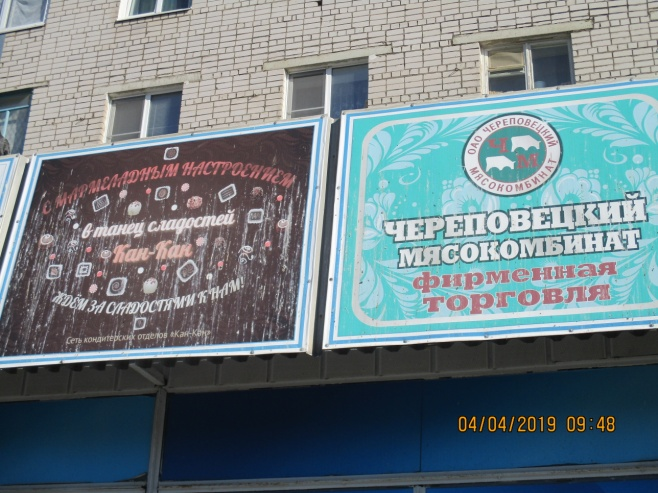 С МАРМЕЛАДНЫМ НАСТРОЕНИЕМ
в танец сладостей
Кан-Кан
ЖДЁМ ЗА СЛАДОСТЯМИ К НАМ!
Сеть кондитерских отделов «Кан-Кан»
ОАО ЧЕРЕПОВЕЦКИЙ
ЧМ
МЯСОКОМБИНАТ
ЧЕРЕПОВЕЦКИЙ
МЯСОКОМБИНАТ
фирменная
торговля
04/04/2019 09:48